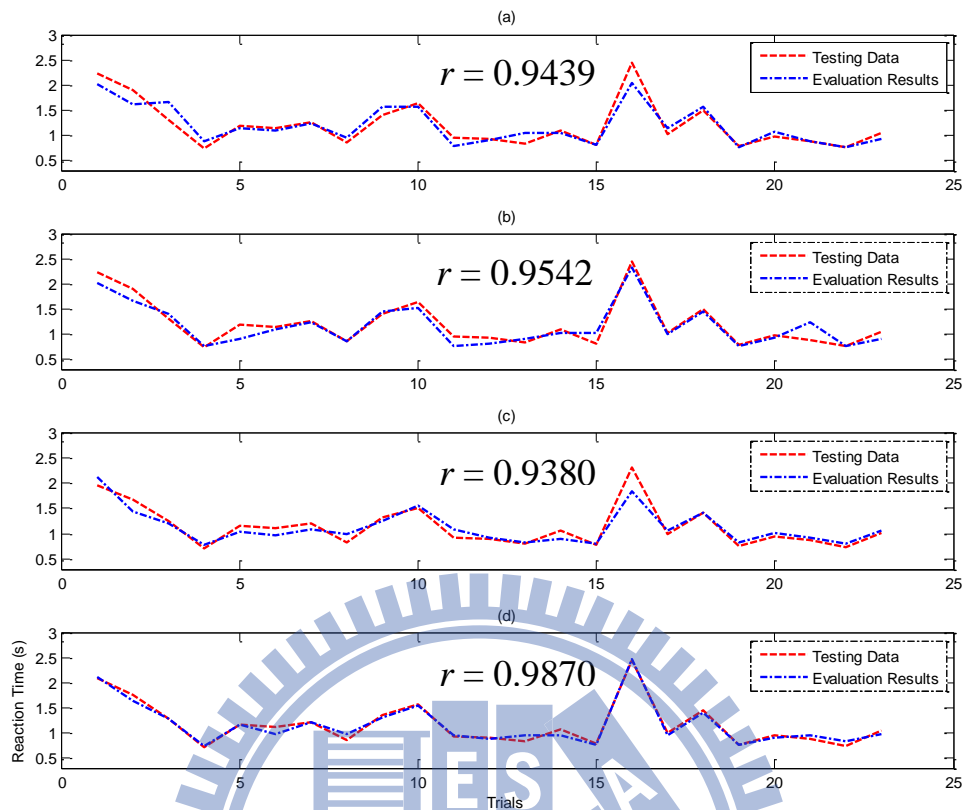 (a)
3
2.5
2
1.5
1
0.5
r = 0.9439
Testing Data
Evaluation Results
0 5 10 15 20 25
(b)
3
2.5
2
1.5
1
0.5
r = 0.9542
Testing Data
Evaluation Results
0 5 10 15 20 25
(c)
3
2.5
2
1.5
1
0.5
r = 0.9380
Testing Data
Evaluation Results
0 5 10 15 20 25
(d)
Reaction Time (s)
3
2.5
2
1.5
1
0.5
r = 0.9870
Testing Data
Evaluation Results
E S A
0 5 10 15 20 25
Trials